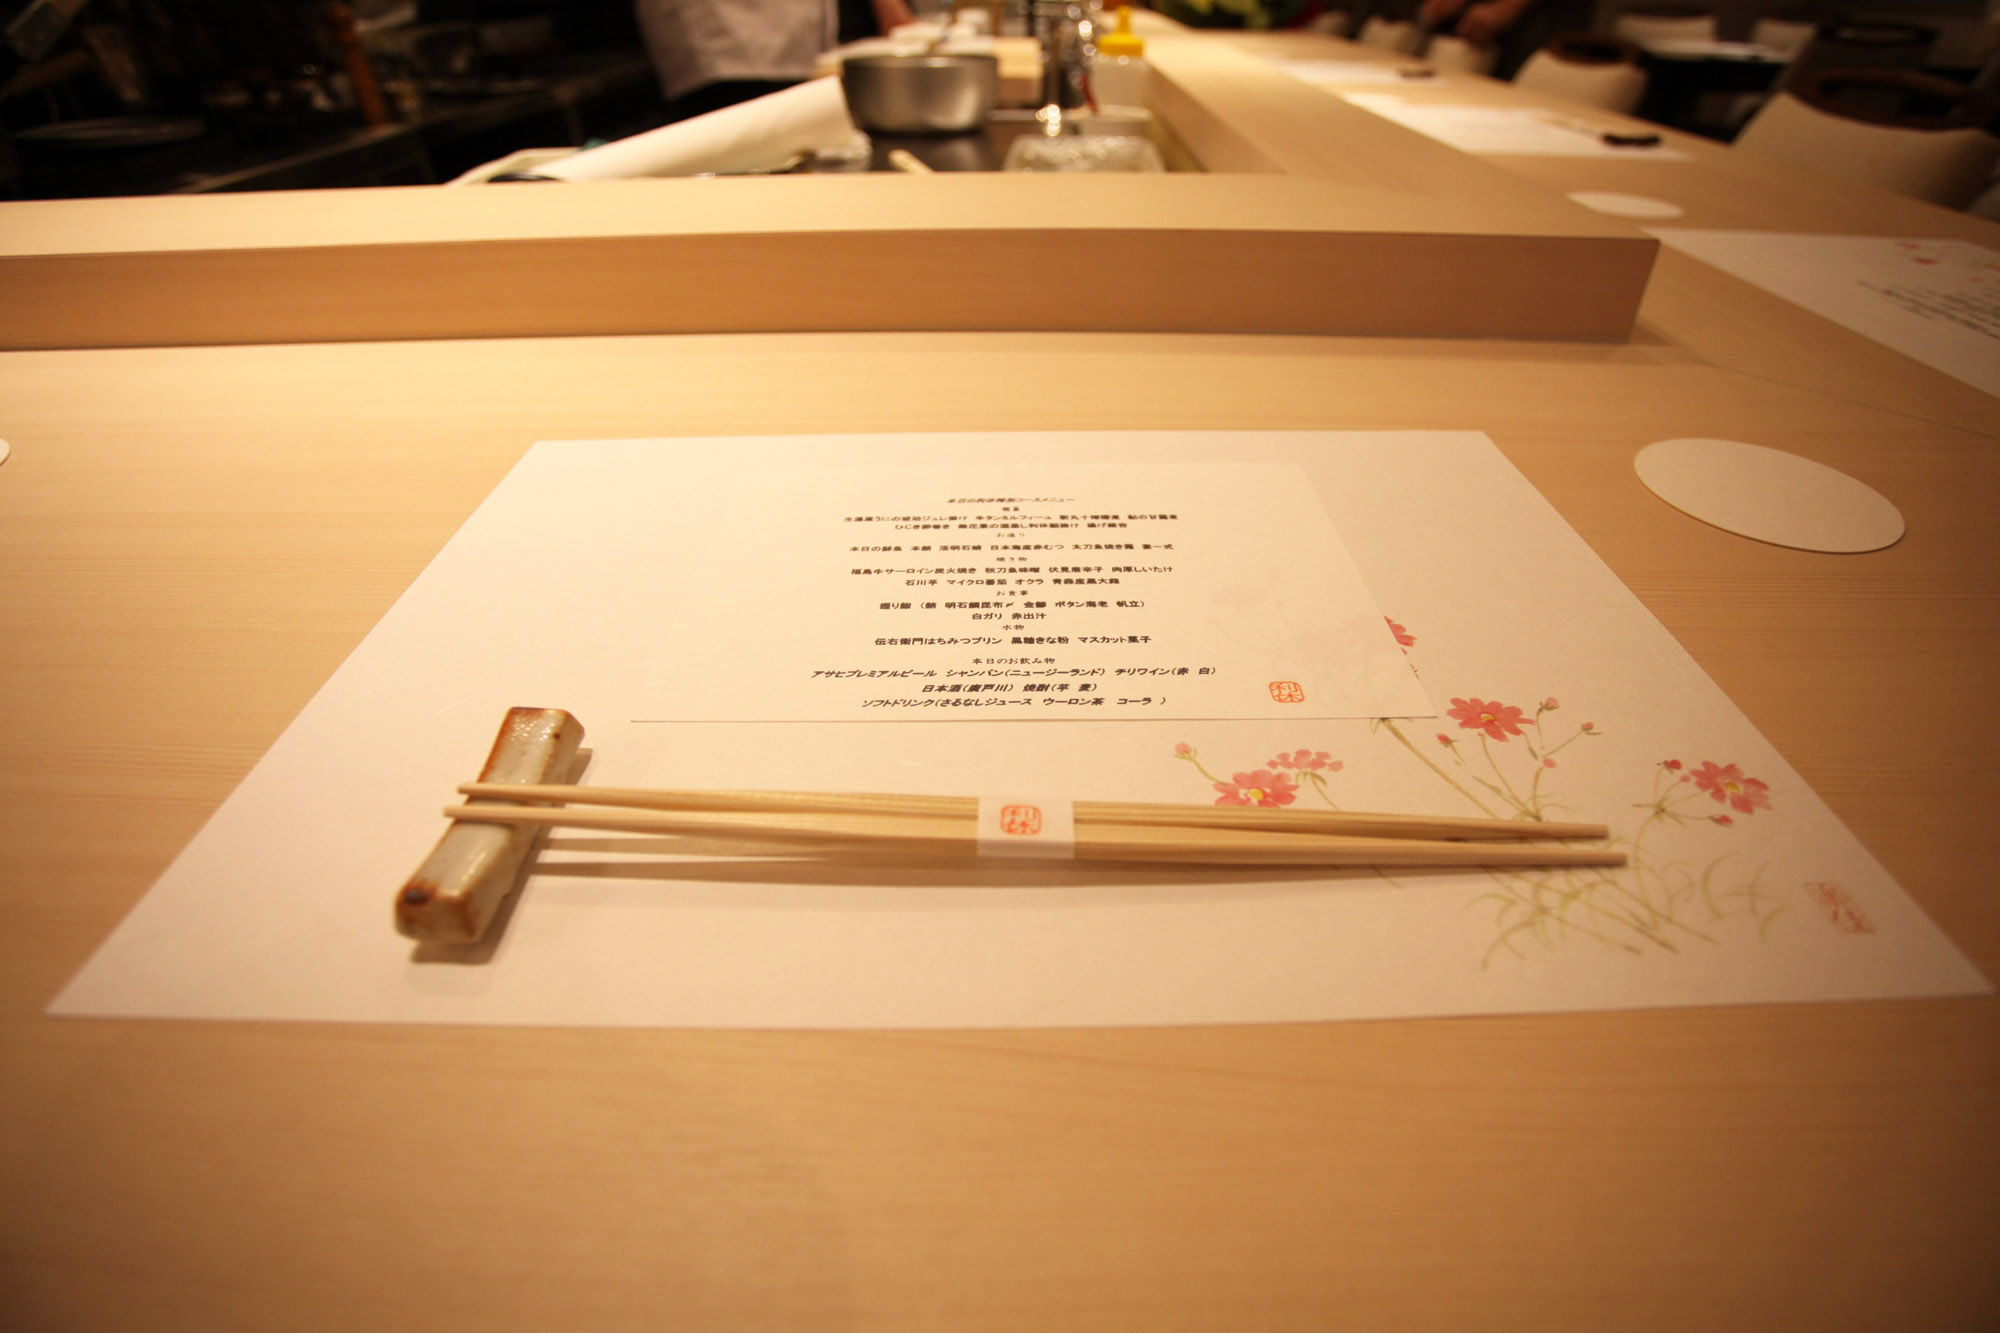 本日の利休特別コースメニュー
前菜
生湯葉うにの琥珀ジュレ掛け 牛タンミルフィーユ 新丸十檸檬煮 鮎の甘露煮
ひじき卵巻き 無花果の温蒸し利休餡掛け 揚げ銀杏
お造り
本日の鮮魚 本鮪 活明石蛸 日本海産赤むつ 太刀魚焼き霜 妻一式
焼き物
福島牛サーロイン炭火焼き 秋刀魚味噌 伏見唐辛子 肉厚しいたけ
石川芋 マイクロ蕃茄 オクラ 青森産黒大蒜
お食事
握り鮨 (鮪 明石鯛昆布〆 金鯵 ボタン海老 帆立)
白ガリ 赤出汁
水物
伝右衛門はちみつプリン 黒糖きな粉 マスカット菓子
本日のお飲み物
アサヒプレミアルビール シャンパン(ニュージーランド) チリワイン(赤 白)
日本酒(廣戸川) 焼酎(芋 麦)
ソフトドリンク(さるなしジュース ウーロン茶 コーラ )
利休
利休